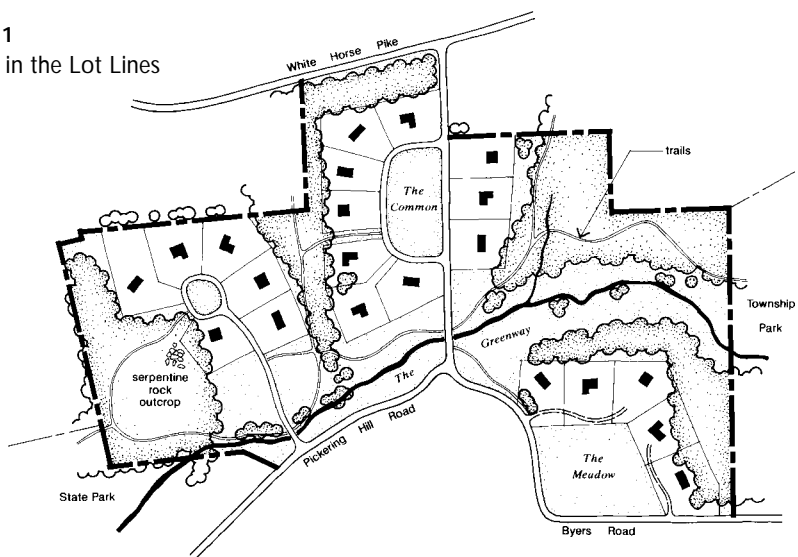 1
in the Lot Lines
White Horse Pike
trails
The
Common
Township
Park
Greenway
The
serpentine
rock
outcrop
Pickering Hill Road
The
Meadow
State Park
Byers Road